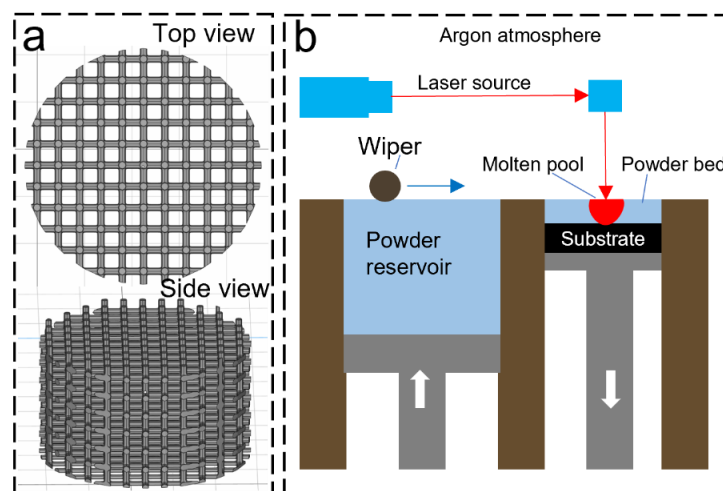 a
Top view
Side view
b
Argon atmosphere
Laser source
Wiper
Molten pool
Powder bed
Powder
reservoir
Substrate